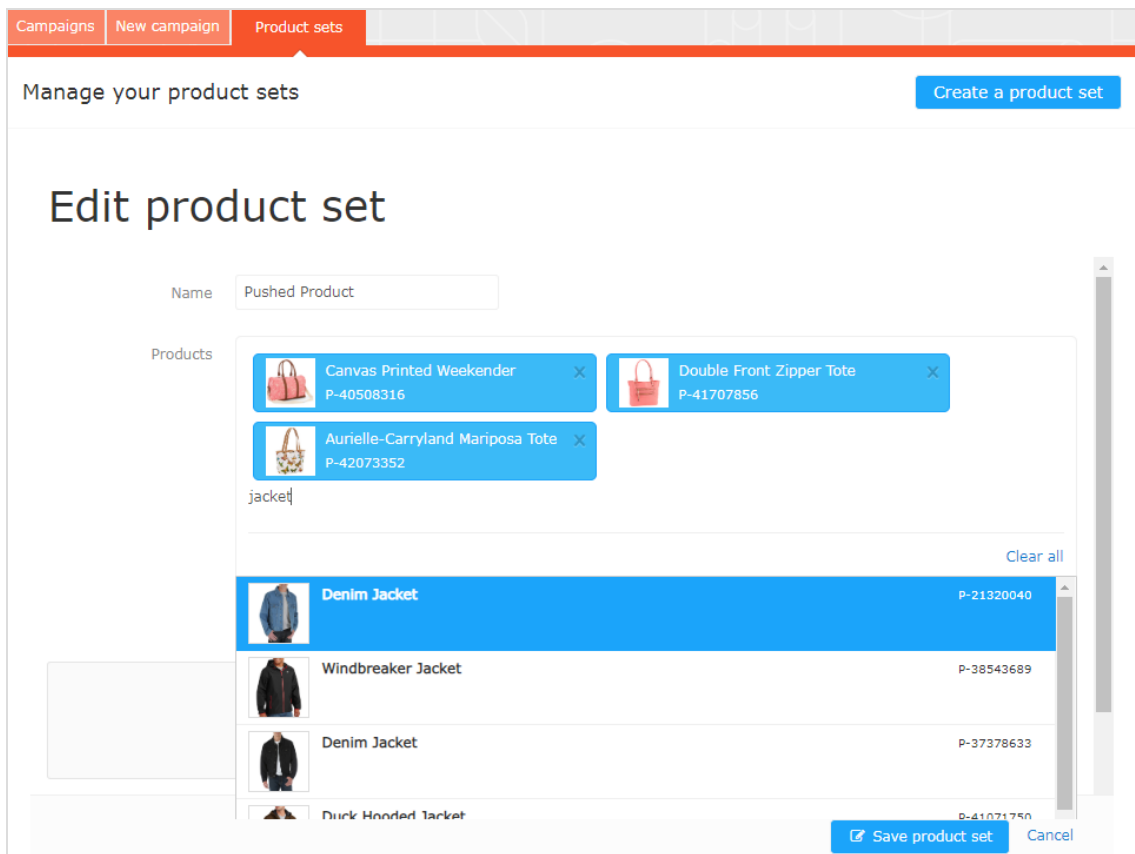 Campaigns New campaign Product sets
Manage your product sets Create a product set
Edit product set
Name Pushed Product
Products
Canvas Printed Weekender x Double Front Zipper Tote x
P-40508316 P-41707856
Aurielle-Carryland Mariposa Tote x
P-42073352
jacket
Clear all
Denim Jacket P-21320040
Windbreaker Jacket P-38543689
Denim Jacket P-37378633
Duck Hooded Jacket P-41071750
Save product set Cancel